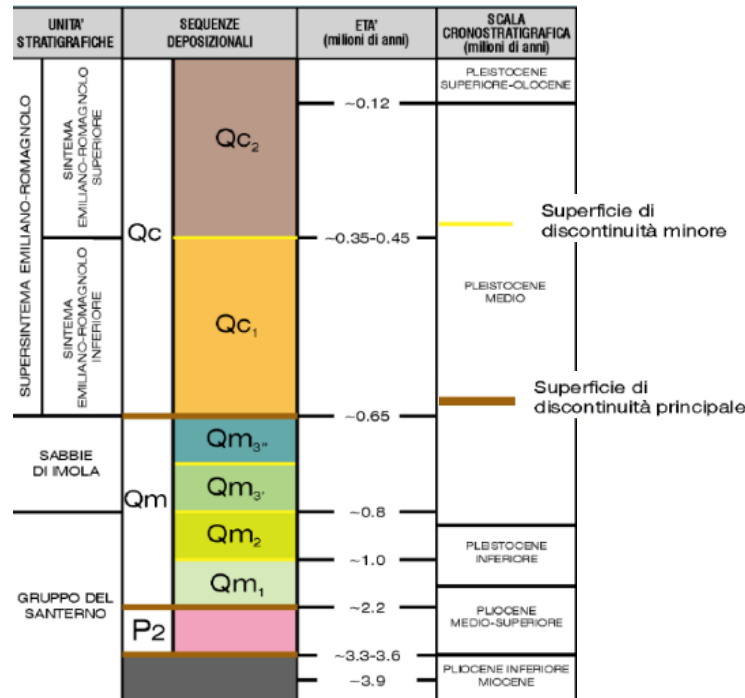 UNITA'
STRATIGRAFICHE
SEQUENZE
DEPOSIZIONALI
ETA'
(milioni di anni)
SCALA
CRONOSTRATIGRAFICA
(milioni di anni)
SUPERSINTEMA EMILIANO-ROMAGNOLO
SINTEMA
EMILIANO-ROMAGNOLO
SUPERIORE
SINTEMA
EMILIANO-ROMAGNOLO
INFERIORE
SABBIE
DI IMOLA
GRUPPO DEL
SANTERNO
Qc
Qm
P2
Qc₂
Qc₁
Qm₃″
Qm₃′
Qm₂
Qm₁
~0.12
~0.35-0.45
~0.65
~0.8
~1.0
~2.2
~3.3-3.6
~3.9
PLEISTOCENE
SUPERIORE-OLOCENE
PLEISTOCENE
MEDIO
PLEISTOCENE
INFERIORE
PLIOCENE
MEDIO-SUPERIORE
PLIOCENE INFERIORE
MIOCENE
Superficie di
discontinuità minore
Superficie di
discontinuità principale